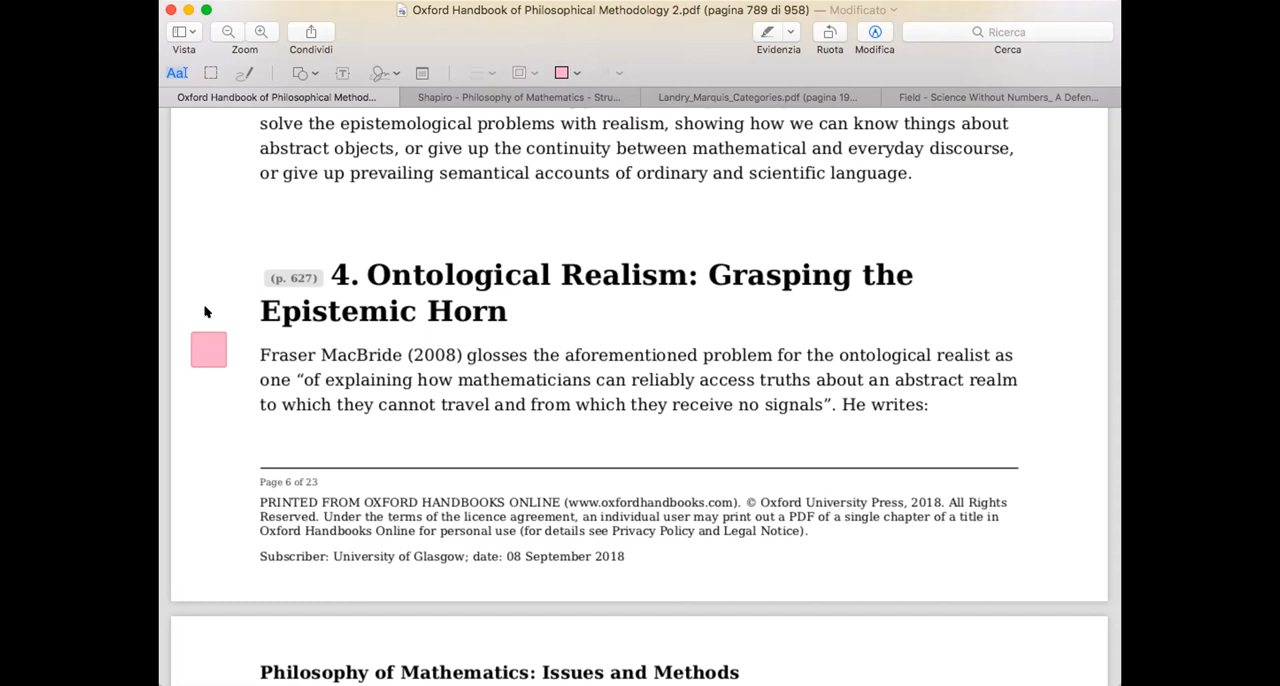 Oxford Handbook of Philosophical Methodology 2.pdf (pagina 789 di 958) — Modificato
Ricerca
Vista
Zoom
Condividi
Evidenzia
Ruota
Modifica
Cerca
AaI
T
Oxford Handbook of Philosophical Method...
Shapiro - Philosophy of Mathematics - Stru...
Landry_Marquis_Categories.pdf (pagina 19...
Field - Science Without Numbers_ A Defen...
solve the epistemological problems with realism, showing how we can know things about
abstract objects, or give up the continuity between mathematical and everyday discourse,
or give up prevailing semantical accounts of ordinary and scientific language.
(p. 627) 4. Ontological Realism: Grasping the
Epistemic Horn
Fraser MacBride (2008) glosses the aforementioned problem for the ontological realist as
one “of explaining how mathematicians can reliably access truths about an abstract realm
to which they cannot travel and from which they receive no signals”. He writes:
Page 6 of 23
PRINTED FROM OXFORD HANDBOOKS ONLINE (www.oxfordhandbooks.com). © Oxford University Press, 2018. All Rights
Reserved. Under the terms of the licence agreement, an individual user may print out a PDF of a single chapter of a title in
Oxford Handbooks Online for personal use (for details see Privacy Policy and Legal Notice).
Subscriber: University of Glasgow; date: 08 September 2018
Philosophy of Mathematics: Issues and Methods